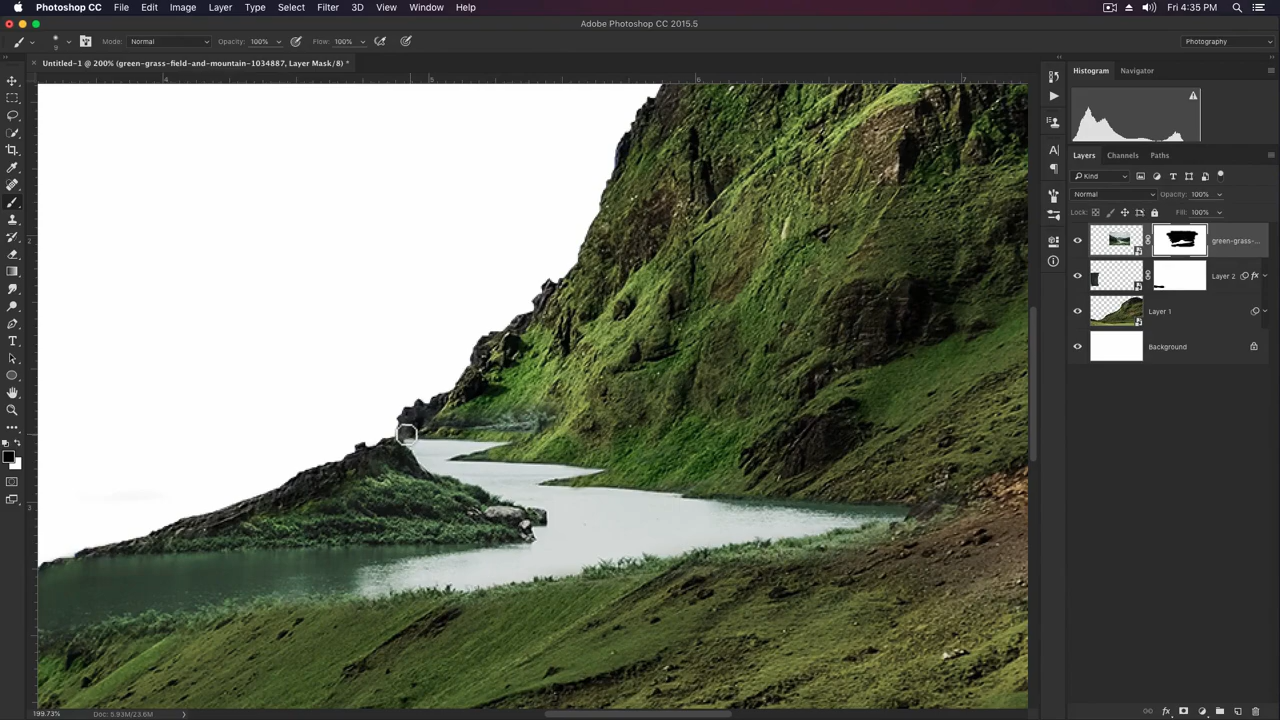 Photoshop CC File Edit Image Layer Type Select Filter 3D View Window Help Fri 4:35 PM
Adobe Photoshop CC 2015.5
9 Mode: Normal Opacity: 100% Flow: 100% Photography
× Untitled-1 @ 200% (green-grass-field-and-mountain-1034887, Layer Mask/8) *
Histogram Navigator
Layers Channels Paths
Kind
Normal Opacity: 100%
Lock: Fill: 100%
green-grass-...
Layer 2 fx
Layer 1
Background
199.73% Doc: 5.93M/23.6M